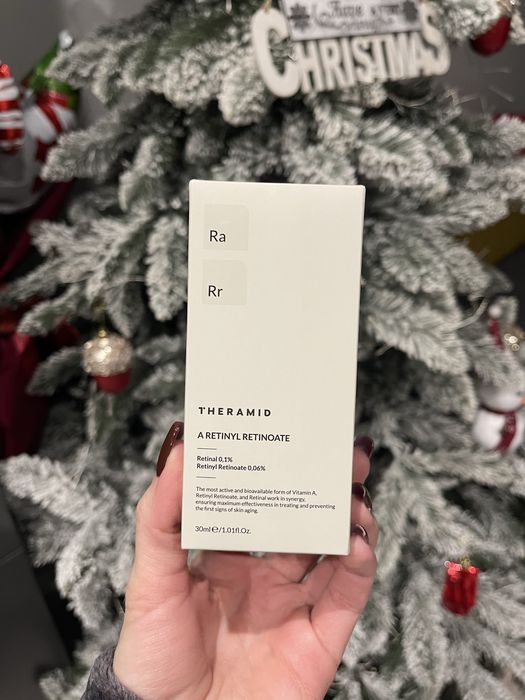 CHRISTMAS
Ra
Rr
THERAMID
A RETINYL RETINOATE
Retinal 0,1%
Retinyl Retinoate 0,06%
The most active and bioavailable form of Vitamin A,
Retinyl Retinoate, and Retinal work in synergy,
ensuring maximum effectiveness in treating and preventing
the first signs of skin aging.
30ml ℮/1.01fl.Oz.